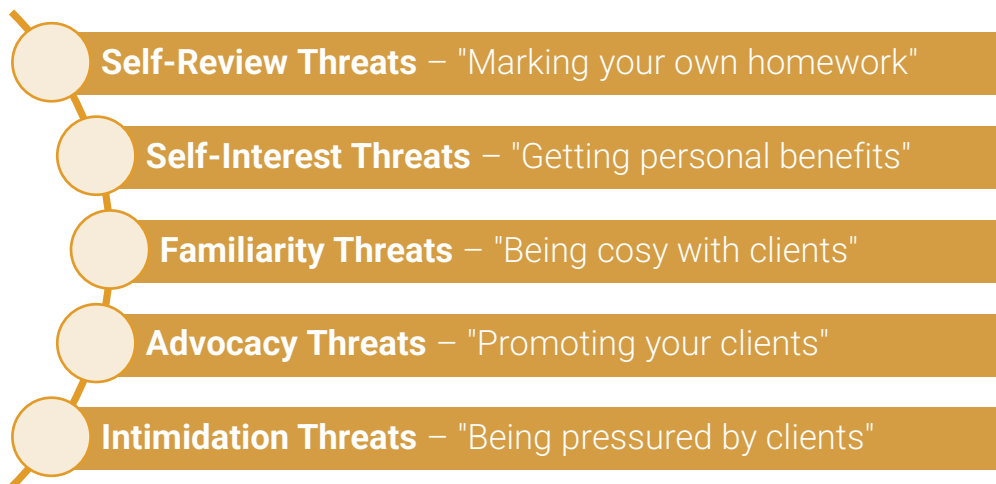 Self-Review Threats – "Marking your own homework"
Self-Interest Threats – "Getting personal benefits"
Familiarity Threats – "Being cosy with clients"
Advocacy Threats – "Promoting your clients"
Intimidation Threats – "Being pressured by clients"